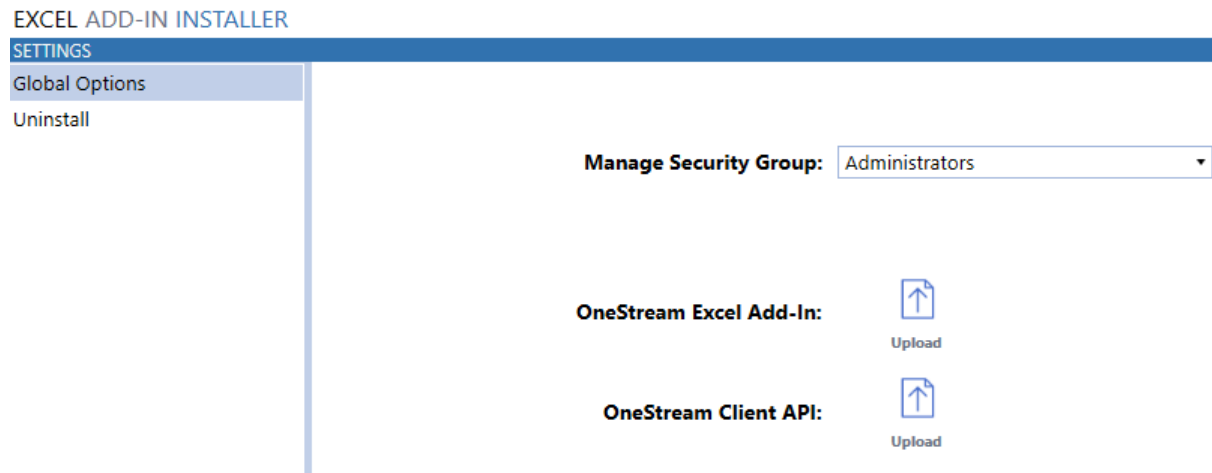 EXCEL ADD-IN INSTALLER
SETTINGS
Global Options
Uninstall
Manage Security Group: Administrators
OneStream Excel Add-In:
Upload
OneStream Client API:
Upload